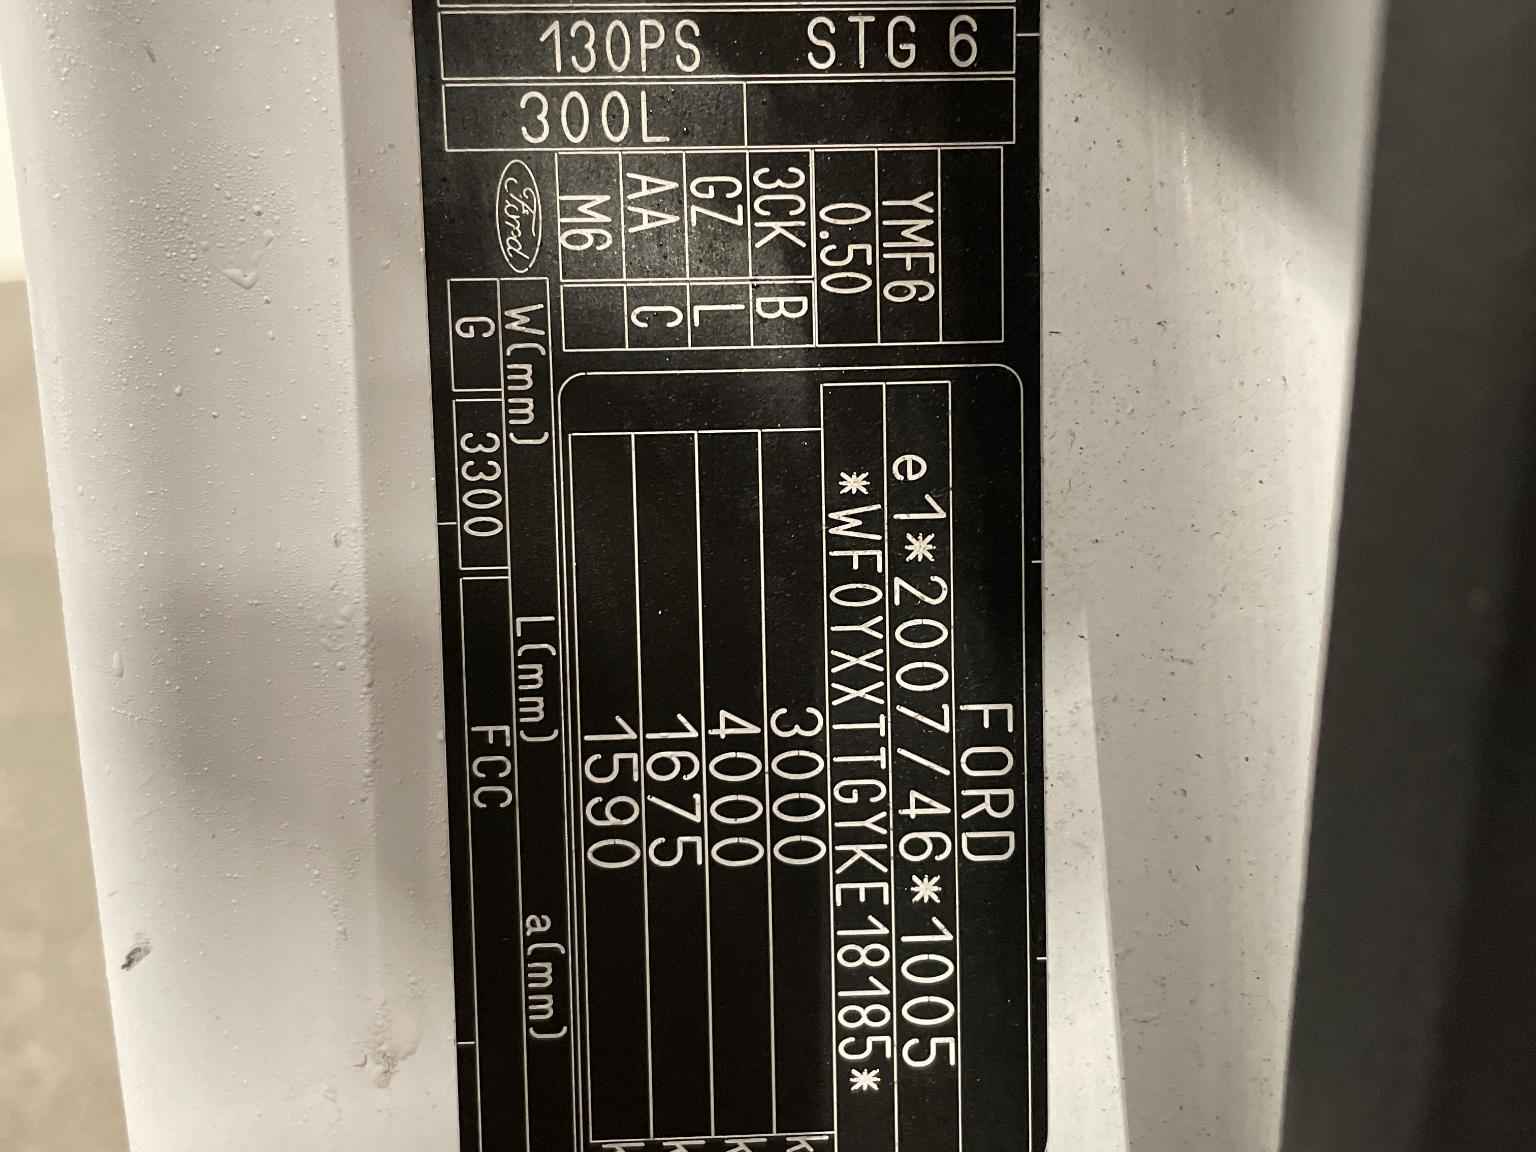 130PS STG 6
300L
YMF6
0.50
3CK B
GZ L
AA C
M6
Ford
FORD
e1*2007/46*1005
*WF0YXXTTGYKE18185*
3000 k
4000 k
1675 k
1590 k
W(mm) L(mm) a(mm)
G 3300 FCC